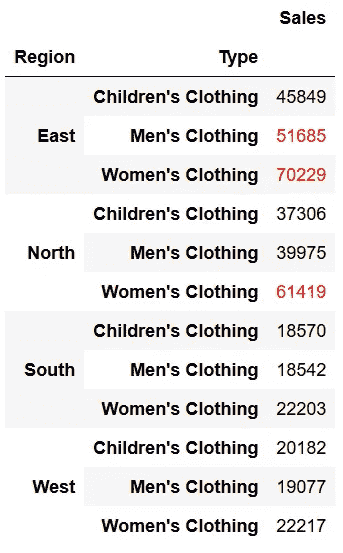 Sales
Region Type
Children's Clothing 45849
East Men's Clothing 51685
Women's Clothing 70229
Children's Clothing 37306
North Men's Clothing 39975
Women's Clothing 61419
Children's Clothing 18570
South Men's Clothing 18542
Women's Clothing 22203
Children's Clothing 20182
West Men's Clothing 19077
Women's Clothing 22217